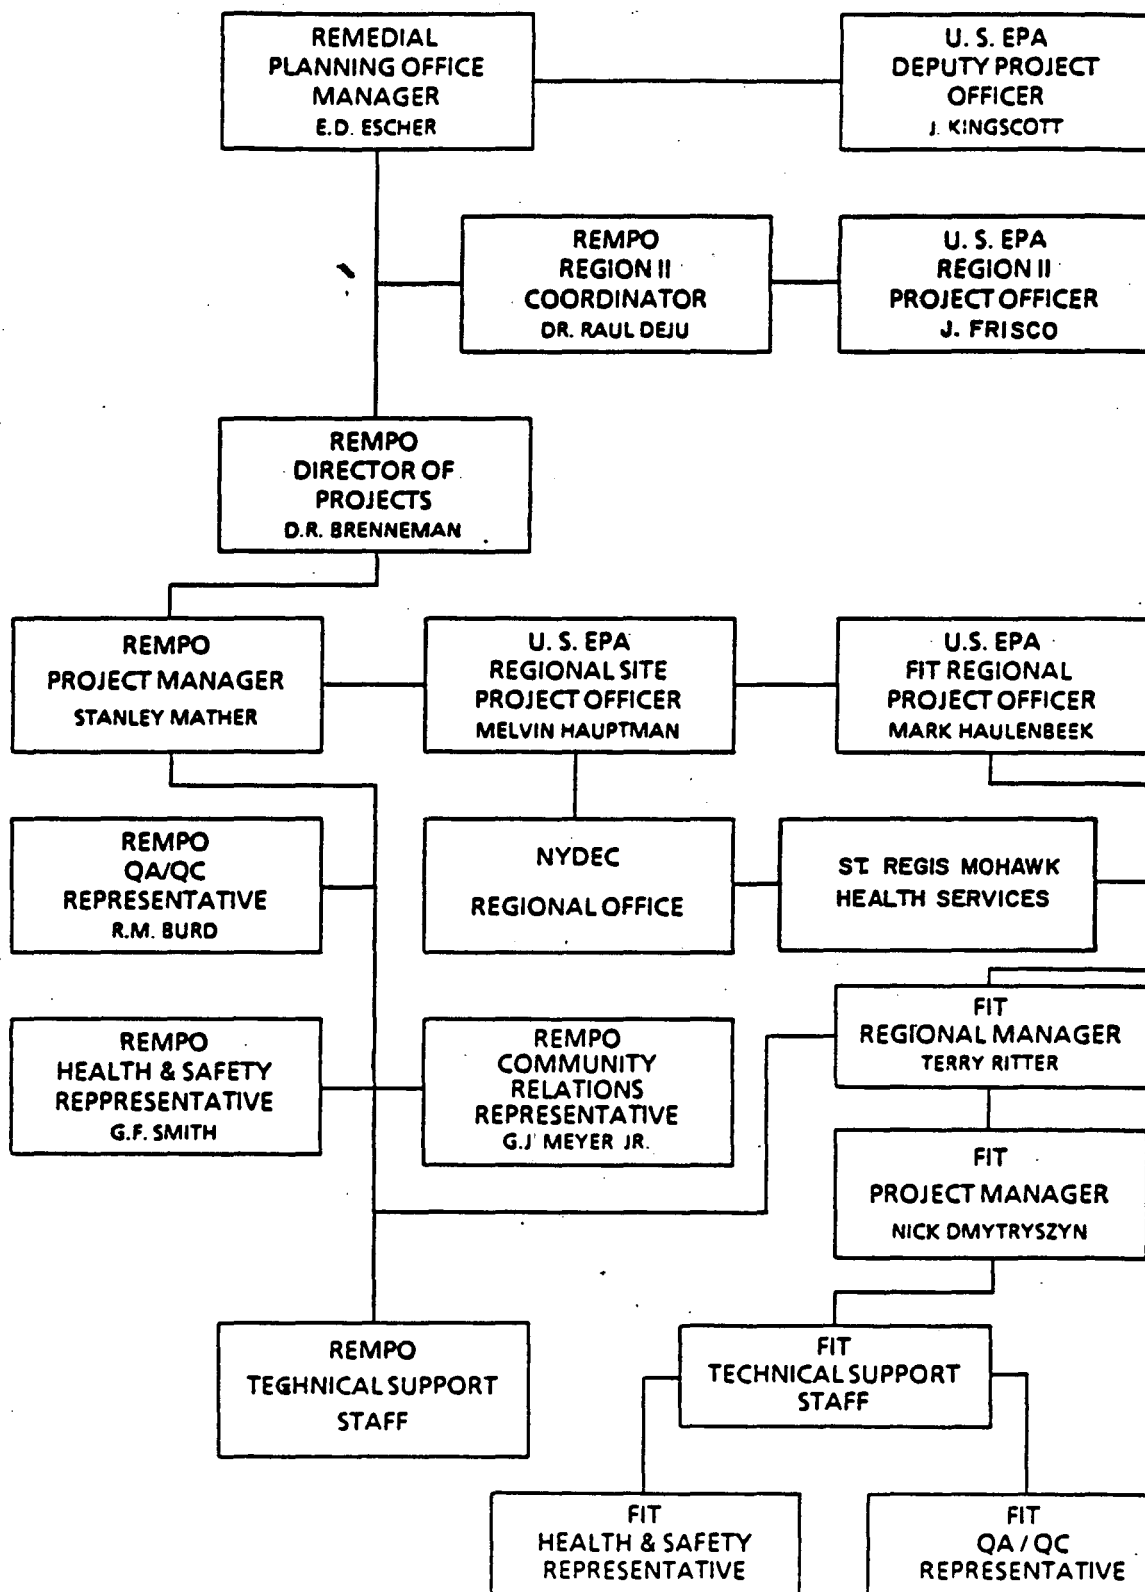 REMEDIAL
PLANNING OFFICE
MANAGER
E.D. ESCHER
U. S. EPA
DEPUTY PROJECT
OFFICER
J. KINGSCOTT
REMPO
REGION II
COORDINATOR
DR. RAUL DEJU
U. S. EPA
REGION II
PROJECT OFFICER
J. FRISCO
REMPO
DIRECTOR OF
PROJECTS
D.R. BRENNEMAN
REMPO
PROJECT MANAGER
STANLEY MATHER
U. S. EPA
REGIONAL SITE
PROJECT OFFICER
MELVIN HAUPTMAN
U.S. EPA
FIT REGIONAL
PROJECT OFFICER
MARK HAULENBEEK
REMPO
QA/QC
REPRESENTATIVE
R.M. BURD
NYDEC
REGIONAL OFFICE
ST. REGIS MOHAWK
HEALTH SERVICES
REMPO
HEALTH & SAFETY
REPPRESENTATIVE
G.F. SMITH
REMPO
COMMUNITY
RELATIONS
REPRESENTATIVE
G.J' MEYER JR.
FIT
REGIONAL MANAGER
TERRY RITTER
FIT
PROJECT MANAGER
NICK DMYTRYSZYN
REMPO
TECHNICAL SUPPORT
STAFF
FIT
TECHNICAL SUPPORT
STAFF
FIT
HEALTH & SAFETY
REPRESENTATIVE
FIT
QA / QC
REPRESENTATIVE